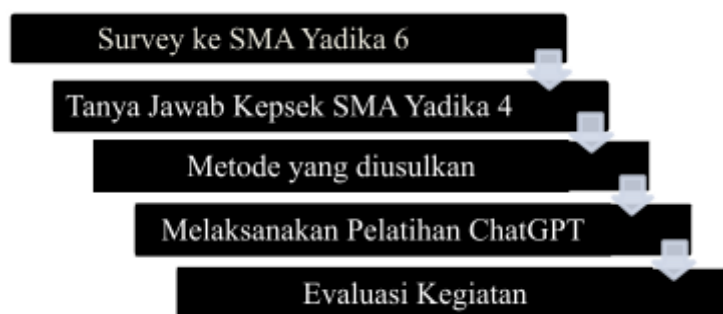 Survey ke SMA Yadika 6
Tanya Jawab Kepsek SMA Yadika 4
Metode yang diusulkan
Melaksanakan Pelatihan ChatGPT
Evaluasi Kegiatan